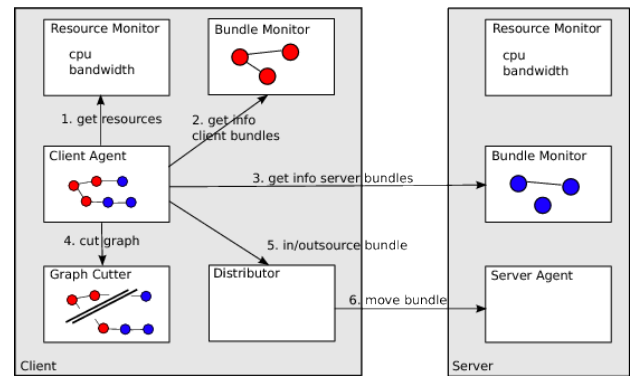 Resource Monitor
cpu
bandwidth
Bundle Monitor
Resource Monitor
cpu
bandwidth
1. get resources
2. get info
client bundles
Client Agent
3. get info server bundles
Bundle Monitor
4. cut graph
5. in/outsource bundle
Graph Cutter
Distributor
6. move bundle
Server Agent
Client
Server